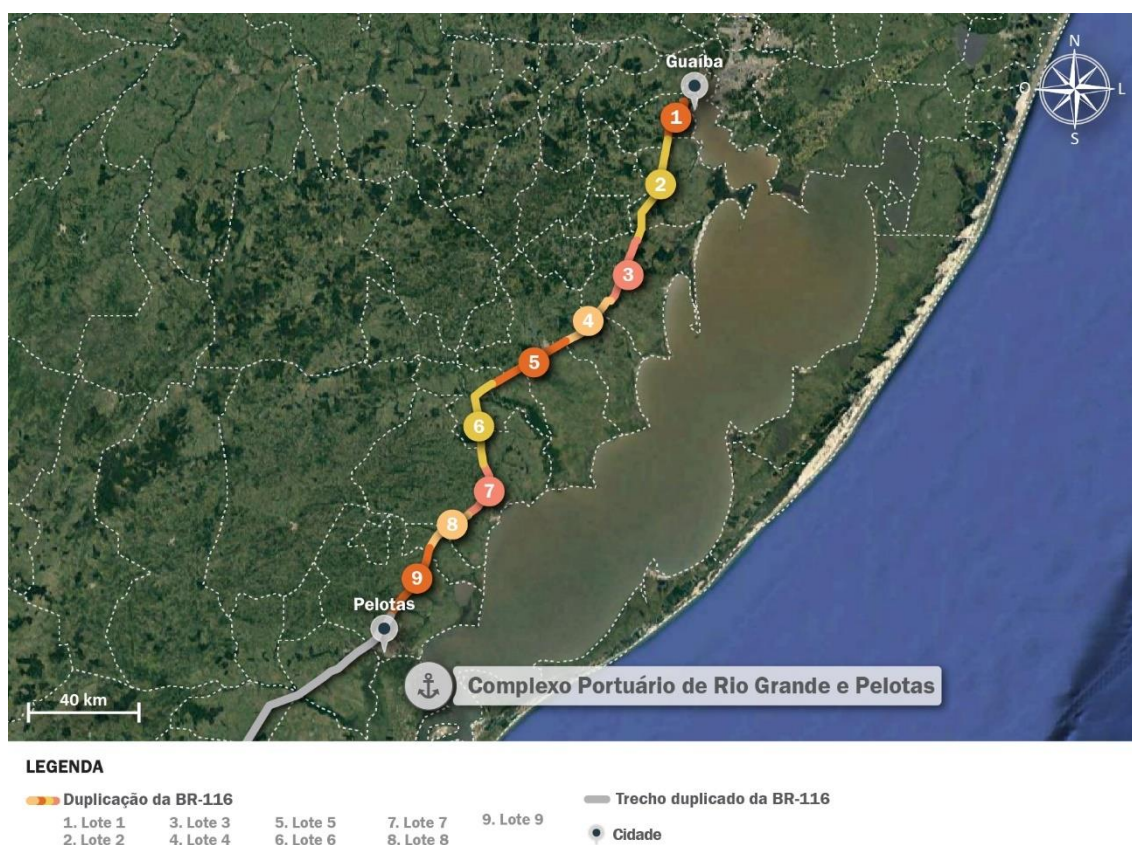 Guaíba
N
O
L
S
1
2
3
4
5
6
7
8
9
Pelotas
Complexo Portuário de Rio Grande e Pelotas
40 km
LEGENDA
Duplicação da BR-116
1. Lote 1
2. Lote 2
3. Lote 3
4. Lote 4
5. Lote 5
6. Lote 6
7. Lote 7
8. Lote 8
9. Lote 9
Trecho duplicado da BR-116
Cidade